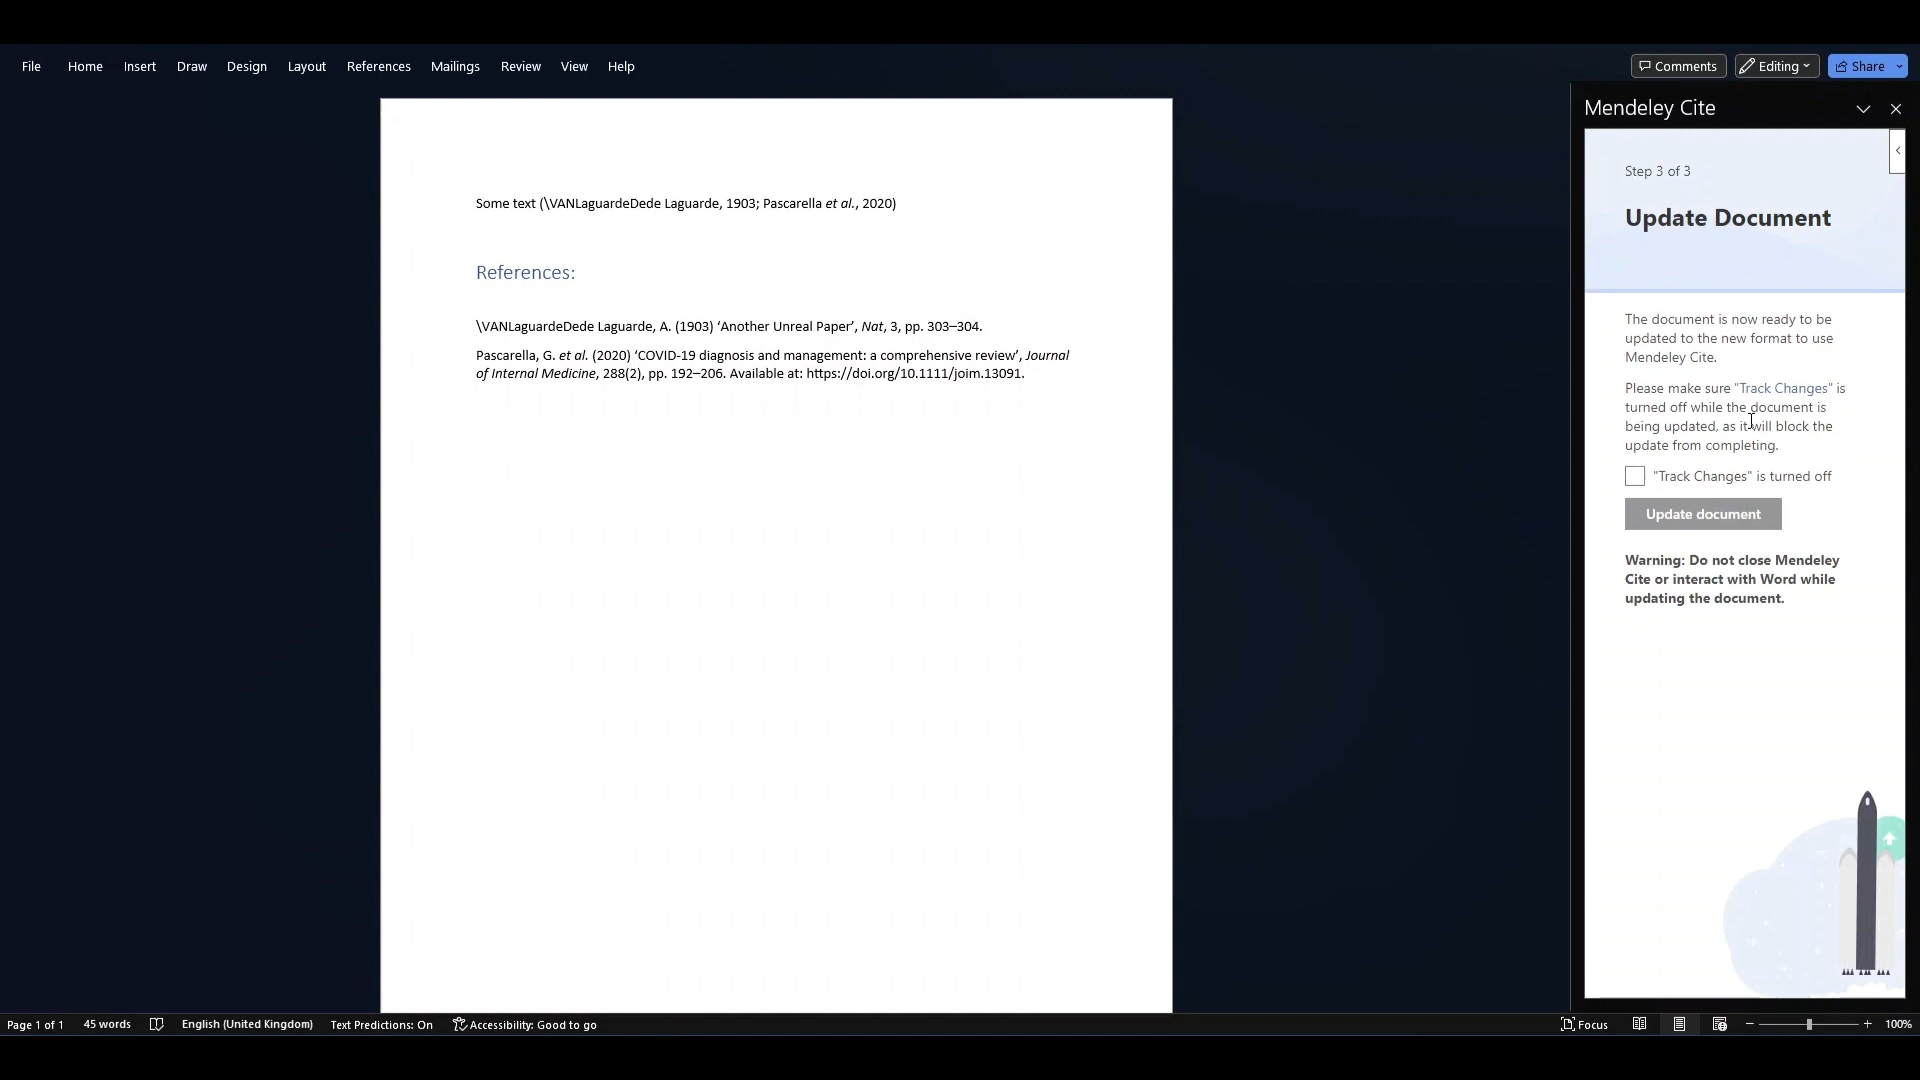 File Home Insert Draw Design Layout References Mailings Review View Help
Comments Editing Share
Some text (\VANLaguardeDede Laguarde, 1903; Pascarella et al., 2020)
References:
\VANLaguardeDede Laguarde, A. (1903) ‘Another Unreal Paper’, Nat, 3, pp. 303–304.
Pascarella, G. et al. (2020) ‘COVID-19 diagnosis and management: a comprehensive review’, Journal
of Internal Medicine, 288(2), pp. 192–206. Available at: https://doi.org/10.1111/joim.13091.
Mendeley Cite
Step 3 of 3
Update Document
The document is now ready to be
updated to the new format to use
Mendeley Cite.
Please make sure "Track Changes" is
turned off while the document is
being updated, as it will block the
update from completing.
"Track Changes" is turned off
Update document
Warning: Do not close Mendeley
Cite or interact with Word while
updating the document.
Page 1 of 1 45 words English (United Kingdom) Text Predictions: On Accessibility: Good to go
Focus 100%